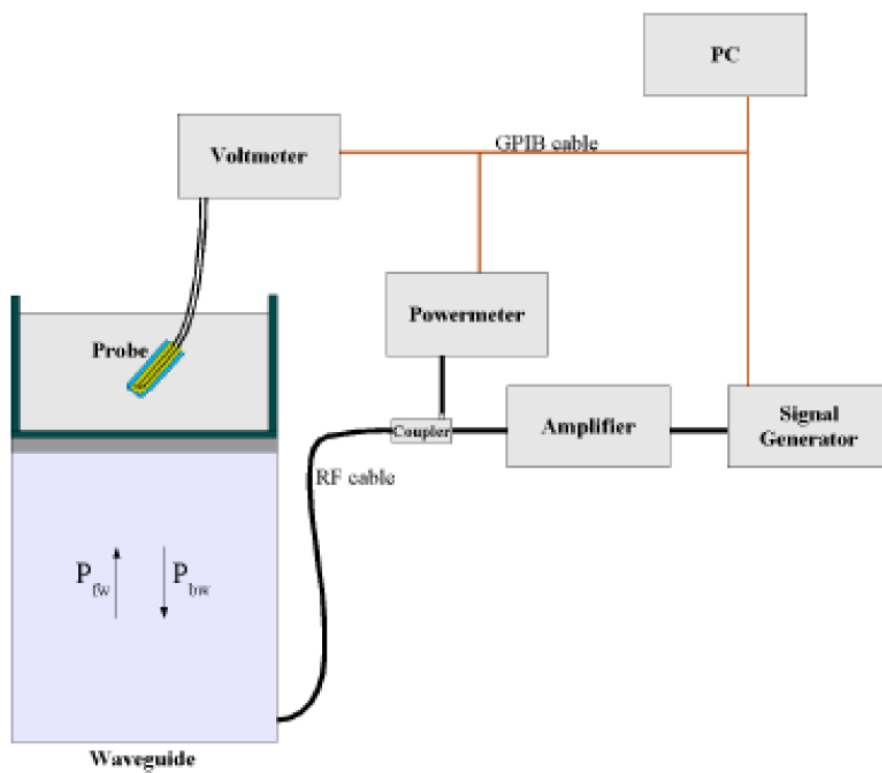 PC
Voltmeter
GPIB cable
Powermeter
Probe
Coupler
Amplifier
Signal
Generator
RF cable
P fw
P bw
Waveguide